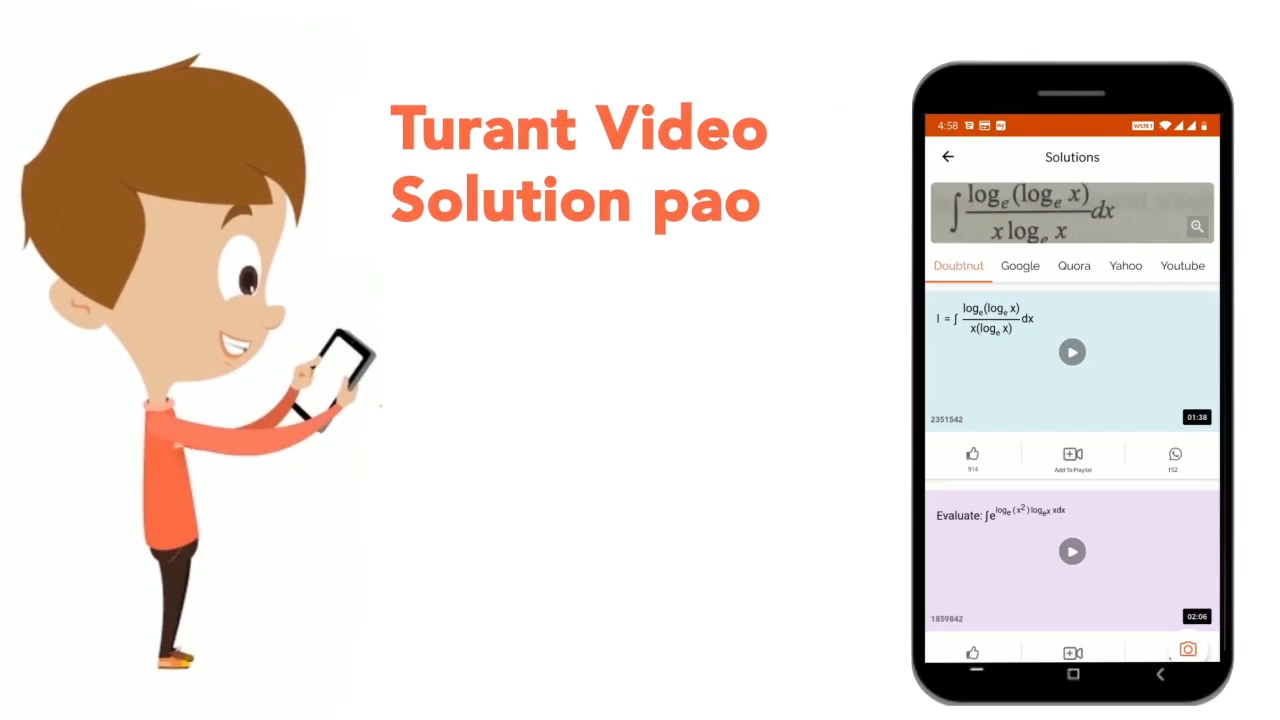 Turant Video
Solution pao
4:58
VoLTE1
Solutions
∫ logₑ(logₑ x) / x logₑ x dx
Doubtnut Google Quora Yahoo Youtube
I = ∫ logₑ(logₑ x) / x(logₑ x) dx
2351542 01:38
914 Add To Playlist 152
Evaluate: ∫e^logₑ(x²)logₑx xdx
1859842 02:06